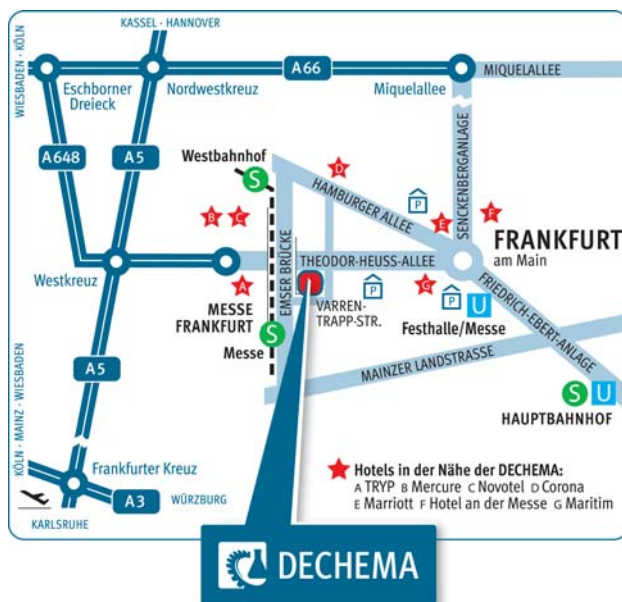 KASSEL · HANNOVER
WIESBADEN · KÖLN
A66
MIQUELALLEE
Eschborner
Dreieck
Nordwestkreuz
Miquelallee
A648
A5
Westbahnhof
S
D
P
SENCKENBERGANLAGE
HAMBURGER ALLEE
B
C
E
F
FRANKFURT
am Main
Westkreuz
THEODOR-HEUSS-ALLEE
A
EMSER BRÜCKE
G
P
P
U
MESSE
FRANKFURT
VARREN-
TRAPP-STR.
Festhalle/Messe
FRIEDRICH-EBERT-ANLAGE
S
Messe
MAINZER LANDSTRASSE
A5
S
U
HAUPTBAHNHOF
KÖLN · MAINZ · WIESBADEN
Frankfurter Kreuz
A3
WÜRZBURG
KARLSRUHE
Hotels in der Nähe der DECHEMA:
A TRYP B Mercure C Novotel D Corona
E Marriott F Hotel an der Messe G Maritim
DECHEMA